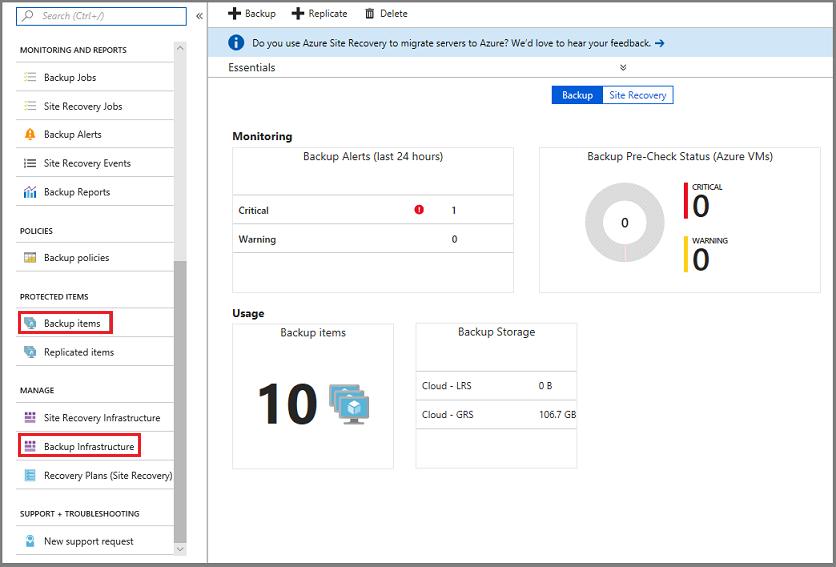 Search (Ctrl+/)
«
MONITORING AND REPORTS
Backup Jobs
Site Recovery Jobs
Backup Alerts
Site Recovery Events
Backup Reports
POLICIES
Backup policies
PROTECTED ITEMS
Backup items
Replicated items
MANAGE
Site Recovery Infrastructure
Backup Infrastructure
Recovery Plans (Site Recovery)
SUPPORT + TROUBLESHOOTING
New support request
Backup Replicate Delete
Do you use Azure Site Recovery to migrate servers to Azure? We'd love to hear your feedback. →
Essentials
Backup Site Recovery
Monitoring
Backup Alerts (last 24 hours)
Critical 1
Warning 0
Backup Pre-Check Status (Azure VMs)
0
CRITICAL
0
WARNING
0
Usage
Backup items
10
Backup Storage
Cloud - LRS 0 B
Cloud - GRS 106.7 GB